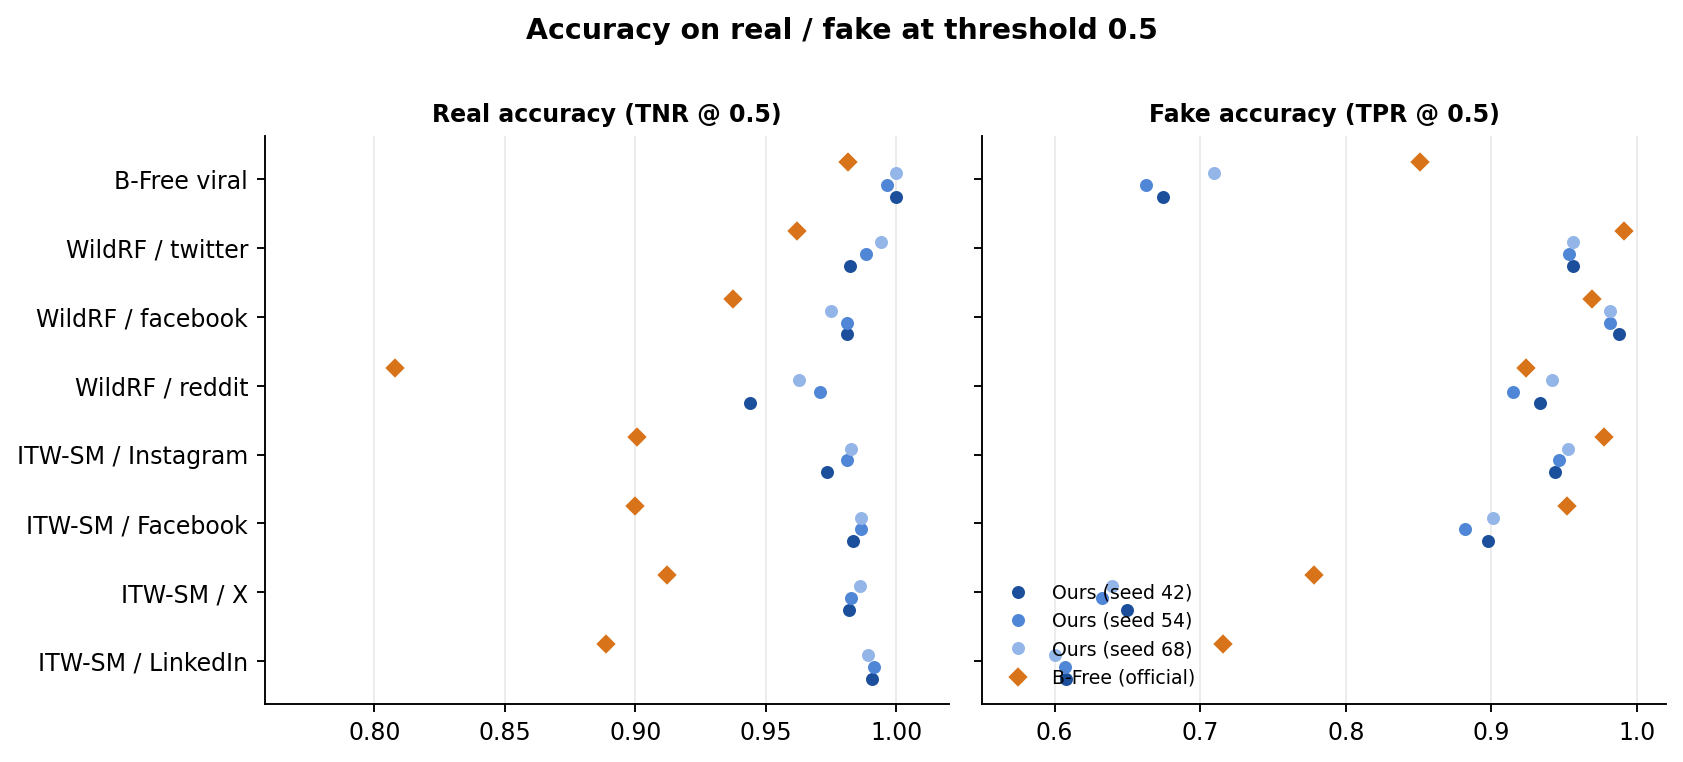 Accuracy on real / fake at threshold 0.5
Real accuracy (TNR @ 0.5)
Fake accuracy (TPR @ 0.5)
B-Free viral
WildRF / twitter
WildRF / facebook
WildRF / reddit
ITW-SM / Instagram
ITW-SM / Facebook
ITW-SM / X
ITW-SM / LinkedIn
Ours (seed 42)
Ours (seed 54)
Ours (seed 68)
B-Free (official)
0.80 0.85 0.90 0.95 1.00
0.6 0.7 0.8 0.9 1.0